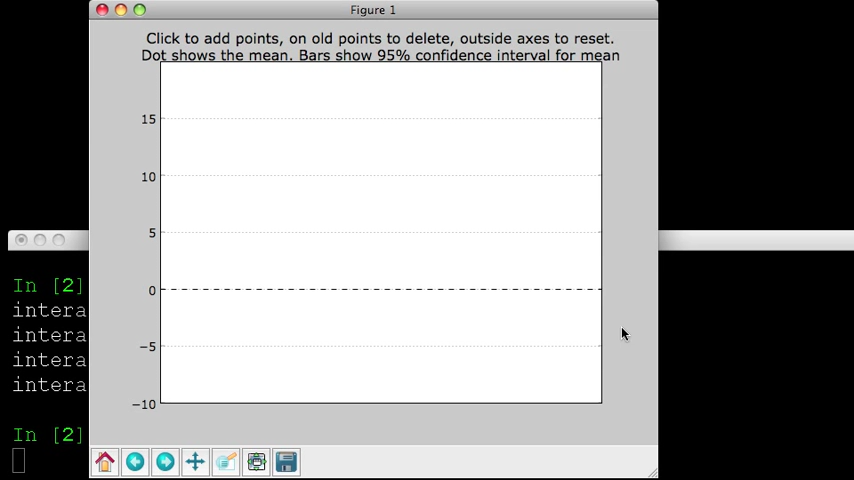 Figure 1
Click to add points, on old points to delete, outside axes to reset.
Dot shows the mean. Bars show 95% confidence interval for mean
15
10
5
0
−5
−10
In [2]
intera
intera
intera
intera
In [2]